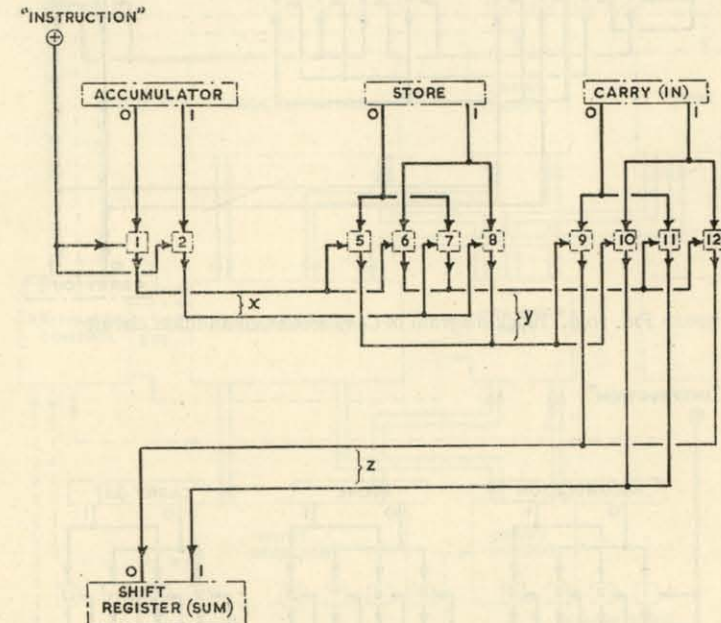 "INSTRUCTION"
ACCUMULATOR
STORE
CARRY (IN)
0 1
0 1
0 1
1 2
5 6 7 8
9 10 11 12
x
y
z
0 1
SHIFT
REGISTER (SUM)